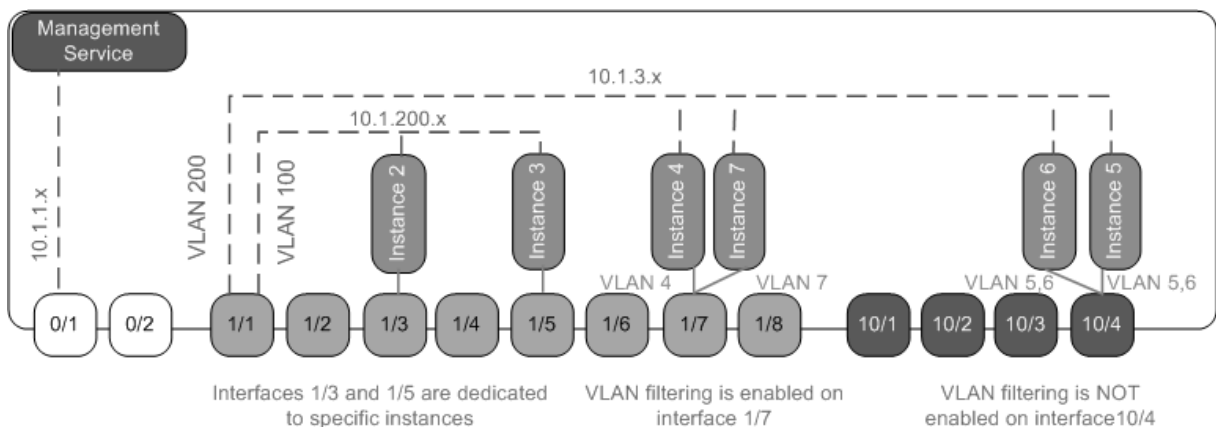 Management
Service
10.1.3.x
10.1.200.x
10.1.1.x
VLAN 200
VLAN 100
Instance 2
Instance 3
Instance 4
Instance 7
Instance 6
Instance 5
VLAN 4
VLAN 7
VLAN 5,6
VLAN 5,6
0/1
0/2
1/1
1/2
1/3
1/4
1/5
1/6
1/7
1/8
10/1
10/2
10/3
10/4
Interfaces 1/3 and 1/5 are dedicated
to specific instances
VLAN filtering is enabled on
interface 1/7
VLAN filtering is NOT
enabled on interface10/4